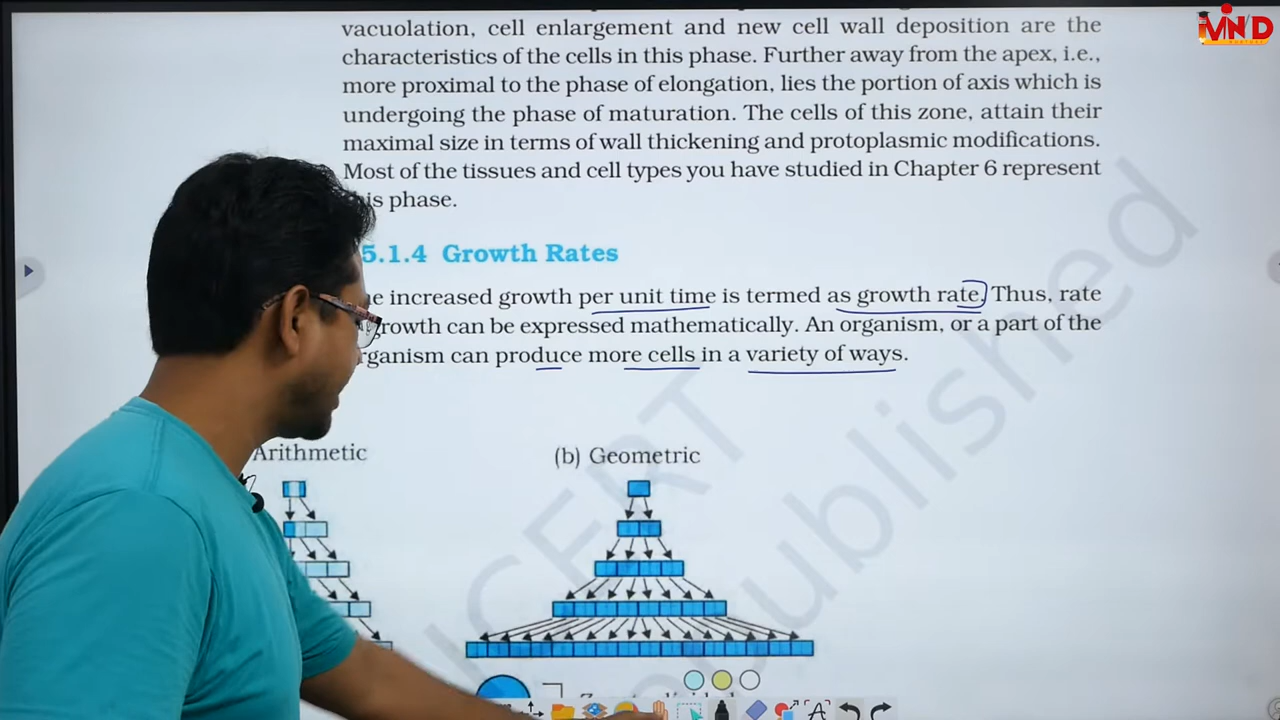 vacuolation, cell enlargement and new cell wall deposition are the
characteristics of the cells in this phase. Further away from the apex, i.e.,
more proximal to the phase of elongation, lies the portion of axis which is
undergoing the phase of maturation. The cells of this zone, attain their
maximal size in terms of wall thickening and protoplasmic modifications.
Most of the tissues and cell types you have studied in Chapter 6 represent
is phase.
5.1.4 Growth Rates
e increased growth per unit time is termed as growth rate. Thus, rate
growth can be expressed mathematically. An organism, or a part of the
rganism can produce more cells in a variety of ways.
Arithmetic
(b) Geometric
NCERT
Published
MND